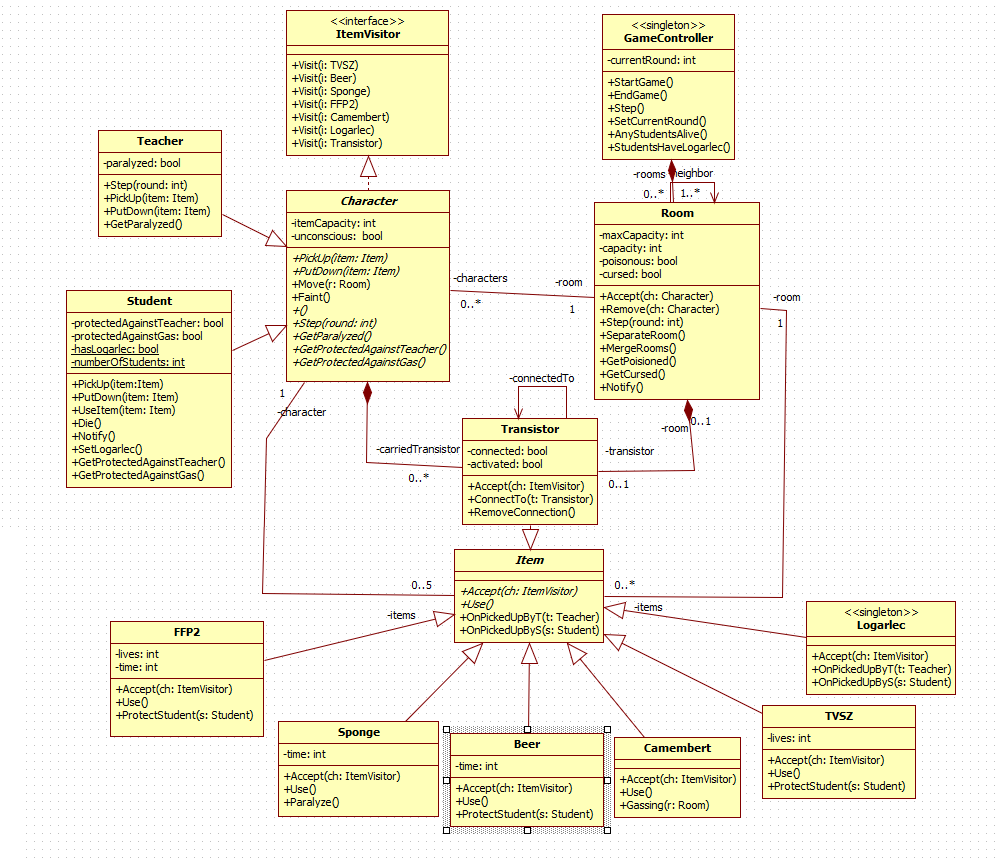 <<interface>>
ItemVisitor
+Visit(i: TVSZ)
+Visit(i: Beer)
+Visit(i: Sponge)
+Visit(i: FFP2)
+Visit(i: Camembert)
+Visit(i: Logarlec)
+Visit(i: Transistor)
<<singleton>>
GameController
-currentRound: int
+StartGame()
+EndGame()
+Step()
+SetCurrentRound()
+AnyStudentsAlive()
+StudentsHaveLogarlec()
Teacher
-paralyzed: bool
+Step(round: int)
+PickUp(item: Item)
+PutDown(item: Item)
+GetParalyzed()
-rooms
0..*
neighbor
1..*
Character
-itemCapacity: int
-unconscious: bool
+PickUp(item: Item)
+PutDown(item: Item)
+Move(r: Room)
+Faint()
+()
+Step(round: int)
+GetParalyzed()
+GetProtectedAgainstTeacher()
+GetProtectedAgainstGas()
-characters
0..*
-room
1
Room
-maxCapacity: int
-capacity: int
-poisonous: bool
-cursed: bool
+Accept(ch: Character)
+Remove(ch: Character)
+Step(round: int)
+SeparateRoom()
+MergeRooms()
+GetPoisioned()
+GetCursed()
+Notify()
-room
1
Student
-protectedAgainstTeacher: bool
-protectedAgainstGas: bool
-hasLogarlec: bool
-numberOfStudents: int
+PickUp(item:Item)
+PutDown(item: Item)
+UseItem(item: Item)
+Die()
+Notify()
+SetLogarlec()
+GetProtectedAgainstTeacher()
+GetProtectedAgainstGas()
1
-character
-connectedTo
-carriedTransistor
0..*
Transistor
-connected: bool
-activated: bool
+Accept(ch: ItemVisitor)
+ConnectTo(t: Transistor)
+RemoveConnection()
-room
0..1
-transistor
0..1
Item
+Accept(ch: ItemVisitor)
+Use()
+OnPickedUpByT(t: Teacher)
+OnPickedUpByS(s: Student)
0..5
-items
0..*
-items
FFP2
-lives: int
-time: int
+Accept(ch: ItemVisitor)
+Use()
+ProtectStudent(s: Student)
<<singleton>>
Logarlec
+Accept(ch: ItemVisitor)
+OnPickedUpByT(t: Teacher)
+OnPickedUpByS(s: Student)
Sponge
-time: int
+Accept(ch: ItemVisitor)
+Use()
+Paralyze()
Beer
-time: int
+Accept(ch: ItemVisitor)
+Use()
+ProtectStudent(s: Student)
Camembert
+Accept(ch: ItemVisitor)
+Use()
+Gassing(r: Room)
TVSZ
-lives: int
+Accept(ch: ItemVisitor)
+Use()
+ProtectStudent(s: Student)